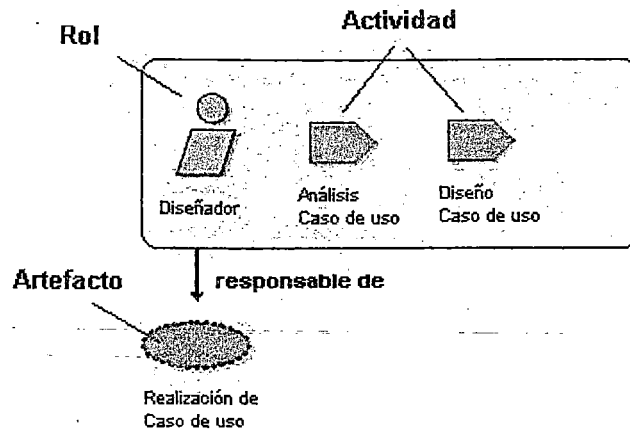 Actividad
Rol
Diseñador
Análisis
Caso de uso
Diseño
Caso de uso
Artefacto
responsable de
Realización de
Caso de uso